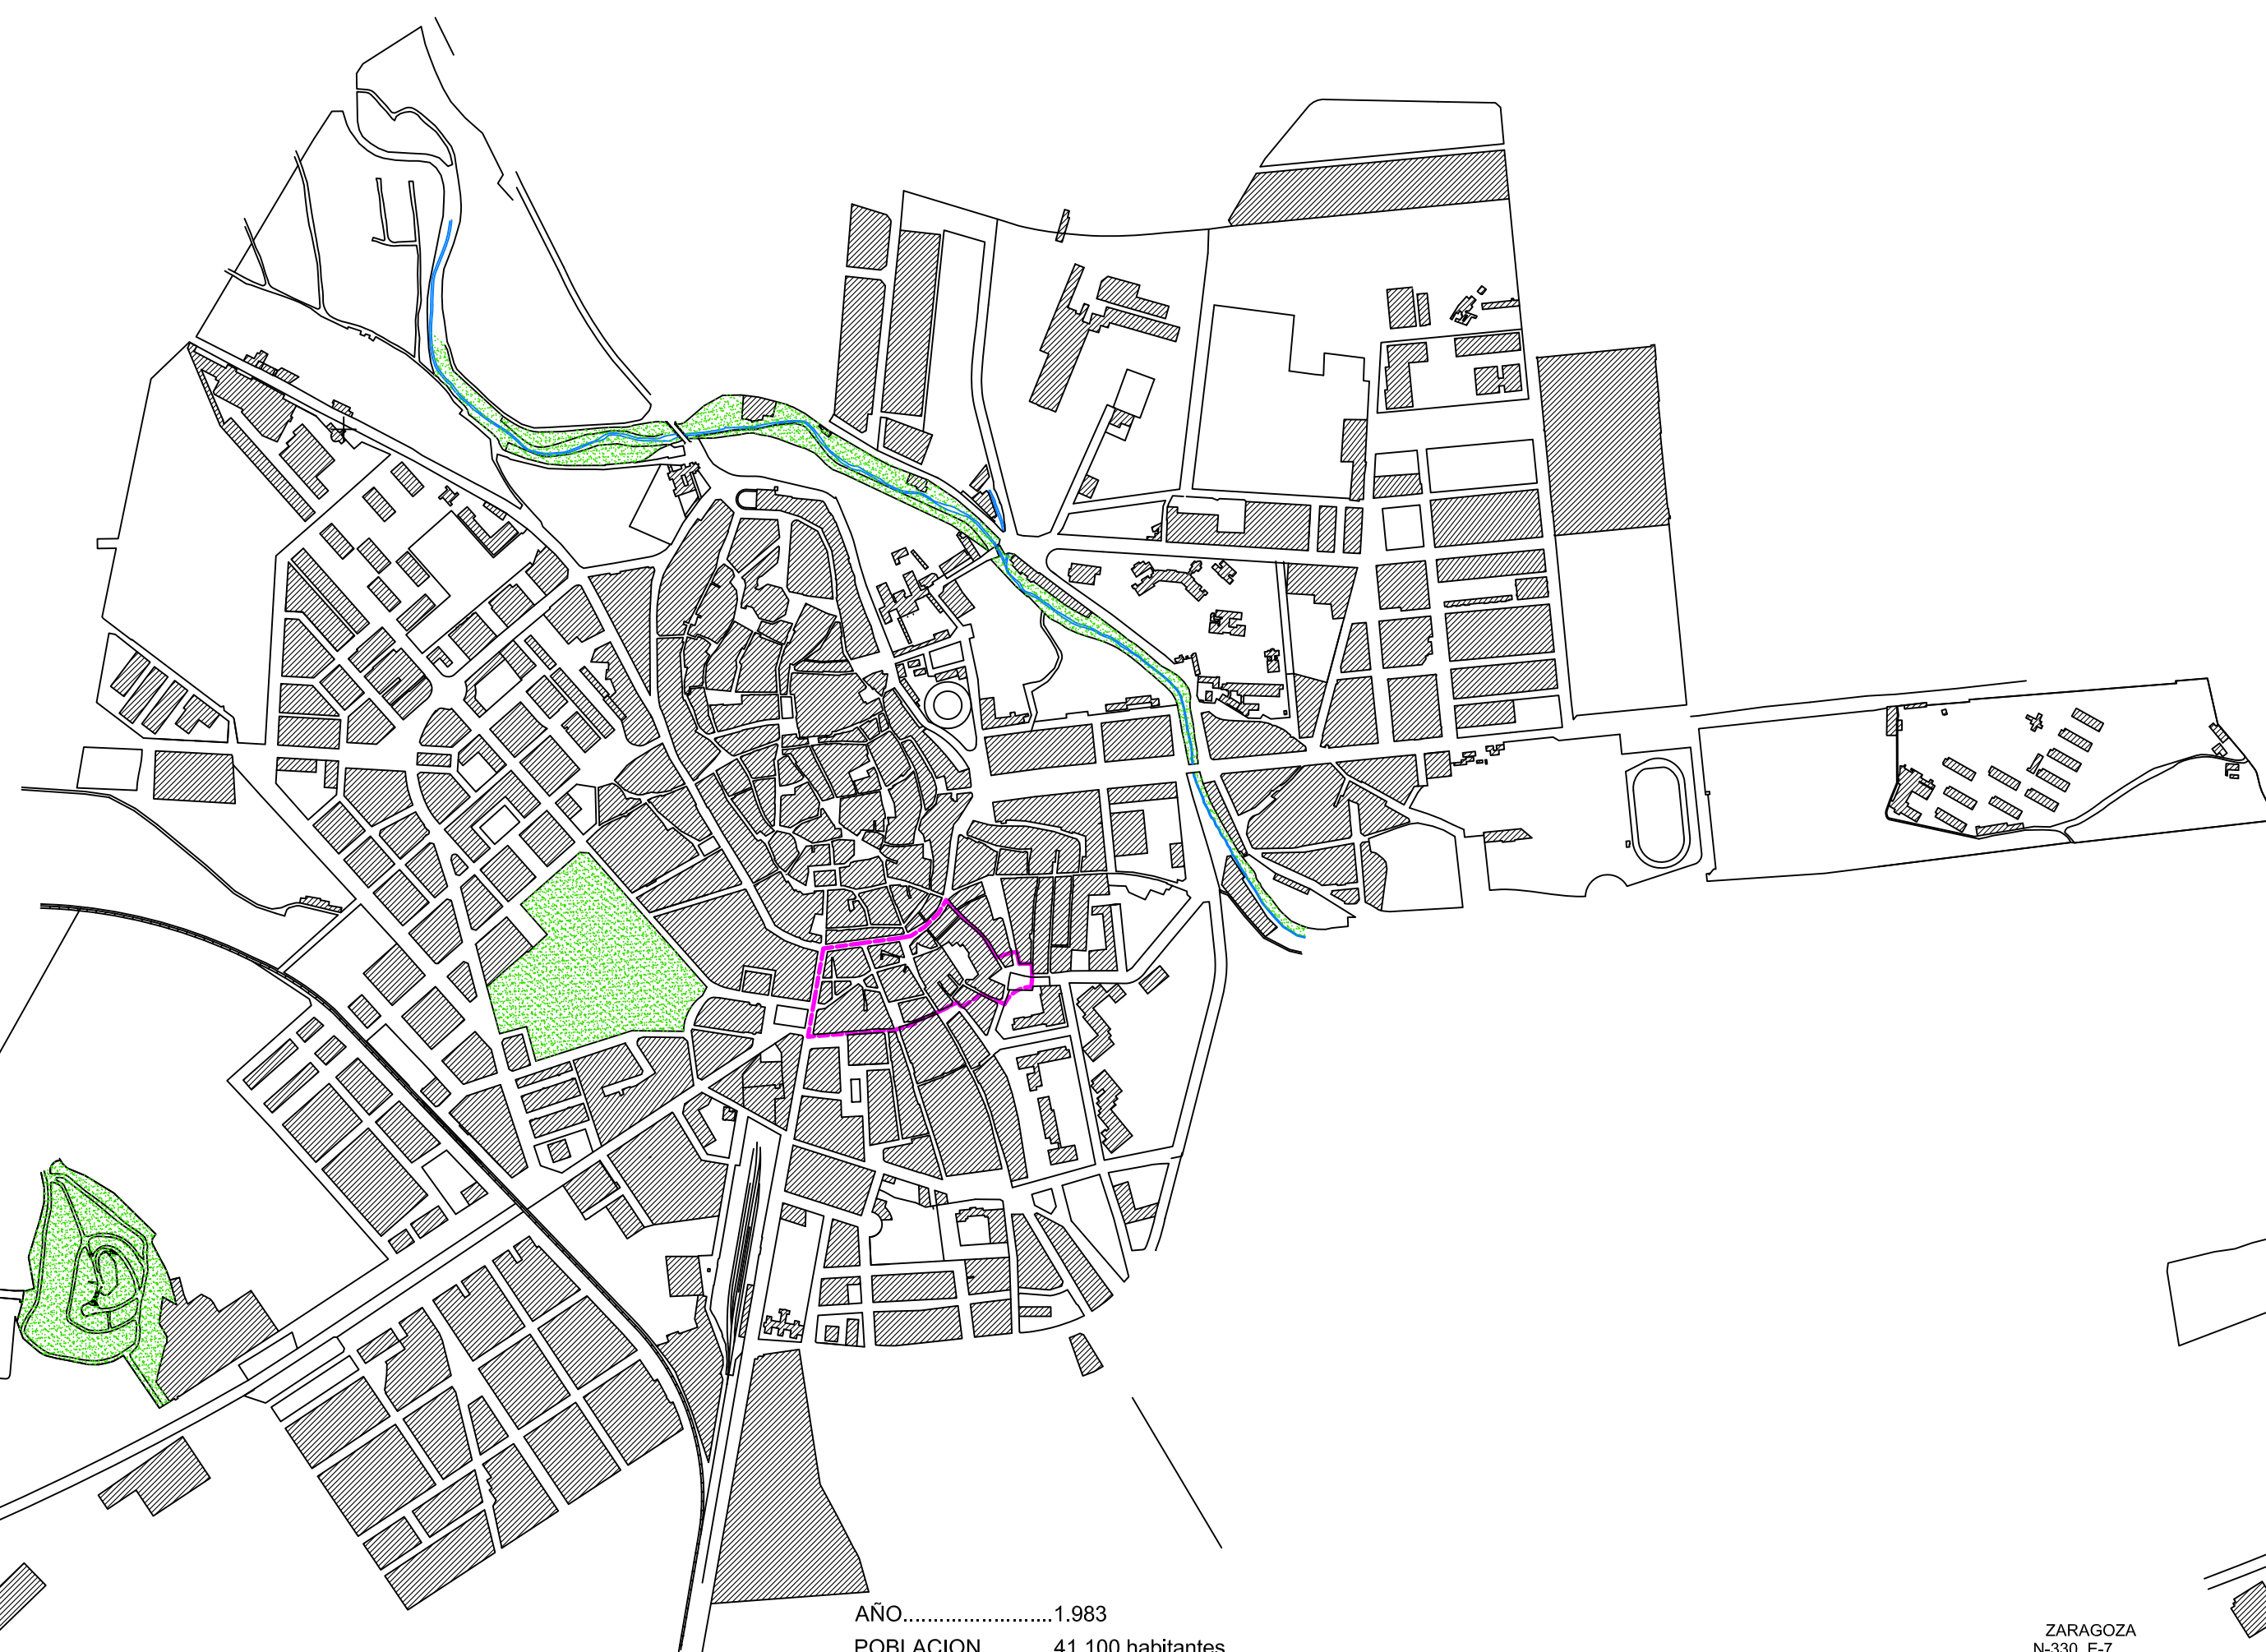 AÑO.........................1.983
POBLACION 41.100 habitantes
ZARAGOZA
N-330, E-7